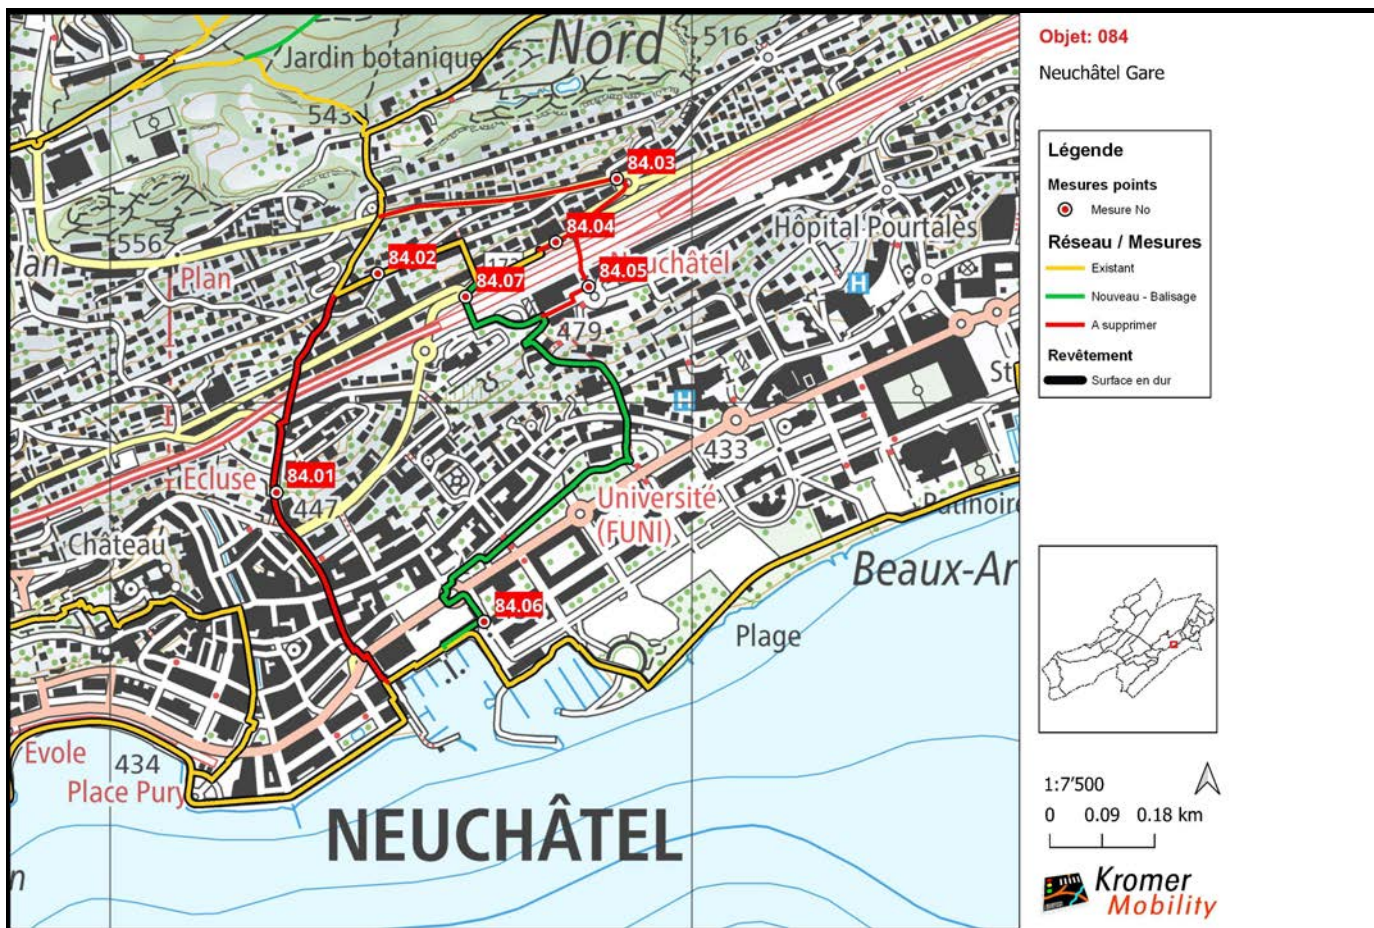 Jardin botanique
Nord
516
543
84.03
556
Plan
84.02
84.04
Hôpital Pourtalès
Neuchâtel
84.05
84.07
479
H
H
St
433
Ecluse
84.01
447
Université
(FUNI)
Patinoire
Château
Beaux-Ar
84.06
Plage
Evole
434
Place Pury
NEUCHÂTEL
n
Objet: 084
Neuchâtel Gare
Légende
Mesures points
Mesure No
Réseau / Mesures
Existant
Nouveau - Balisage
A supprimer
Revêtement
Surface en dur
1:7'500
0 0.09 0.18 km
Kromer
Mobility